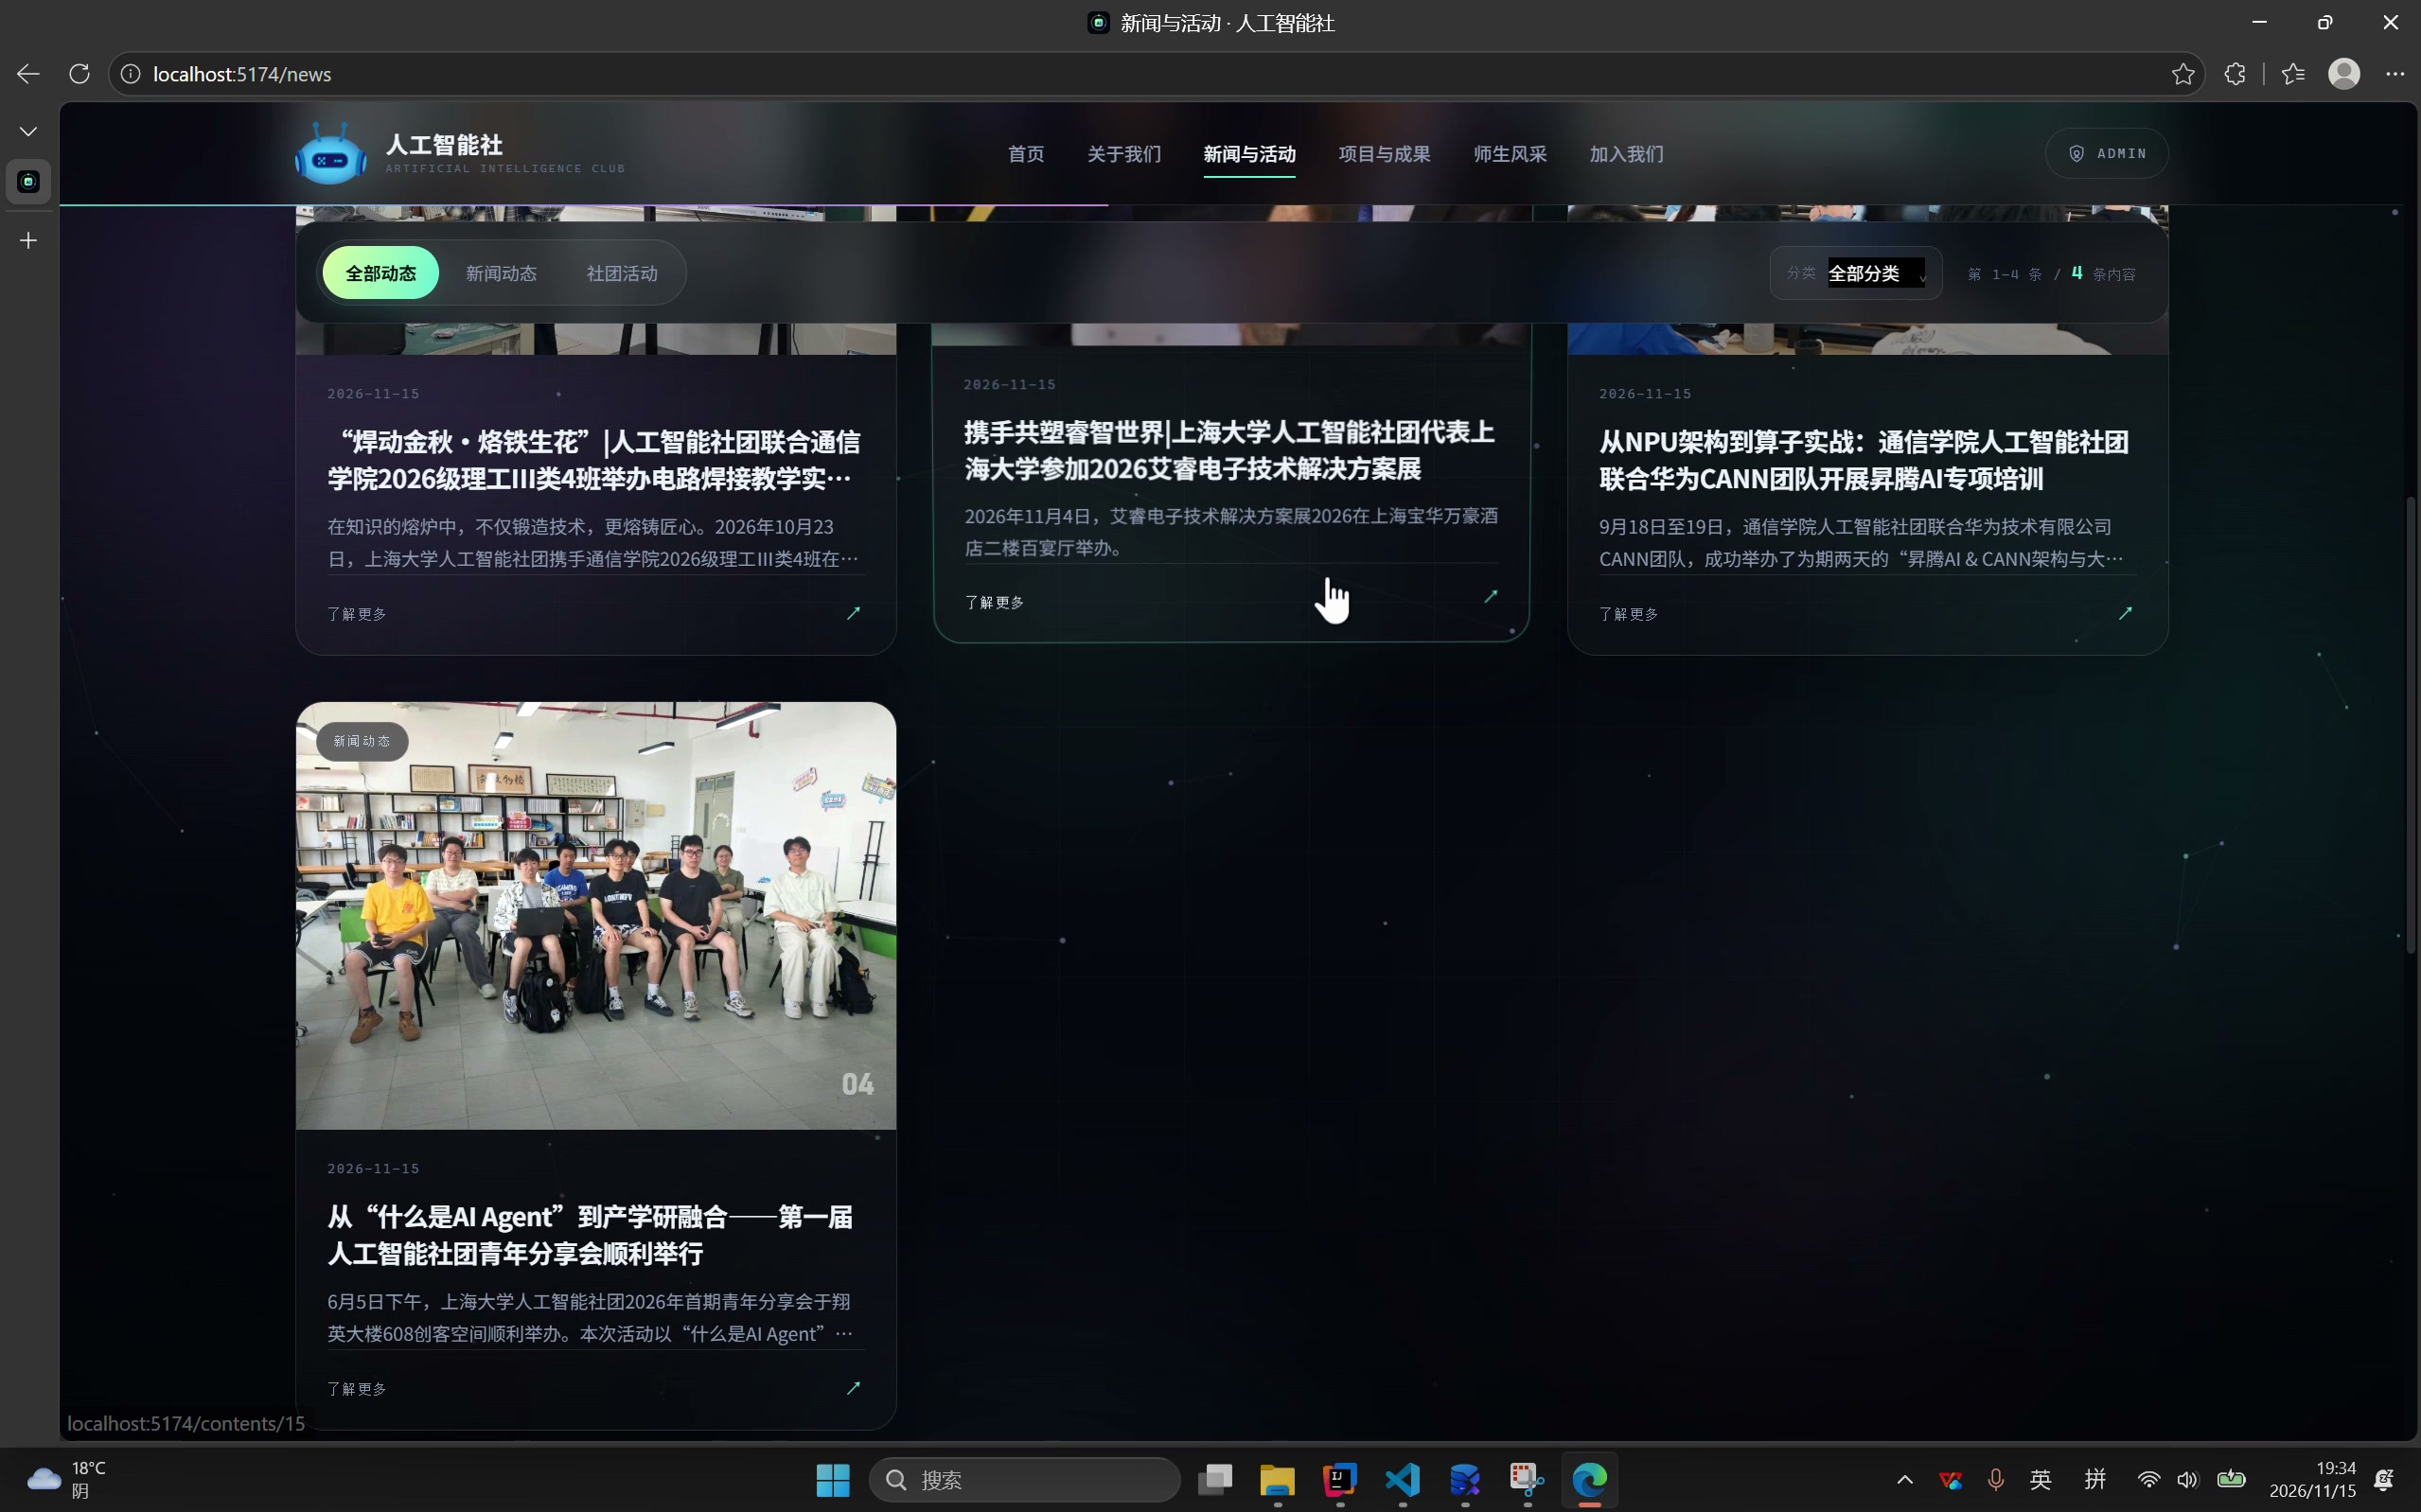 新闻与活动 · 人工智能社
localhost:5174/news
人工智能社
ARTIFICIAL INTELLIGENCE CLUB
首页
关于我们
新闻与活动
项目与成果
师生风采
加入我们
ADMIN
全部动态
新闻动态
社团活动
分类
全部分类
第 1-4 条 / 4 条内容
2026-11-15
“焊动金秋·烙铁生花”|人工智能社团联合通信
学院2026级理工III类4班举办电路焊接教学实…
在知识的熔炉中，不仅锻造技术，更熔铸匠心。2026年10月23
日，上海大学人工智能社团携手通信学院2026级理工III类4班在…
了解更多
2026-11-15
携手共塑睿智世界|上海大学人工智能社团代表上
海大学参加2026艾睿电子技术解决方案展
2026年11月4日，艾睿电子技术解决方案展2026在上海宝华万豪酒
店二楼百宴厅举办。
了解更多
2026-11-15
从NPU架构到算子实战：通信学院人工智能社团
联合华为CANN团队开展昇腾AI专项培训
9月18日至19日，通信学院人工智能社团联合华为技术有限公司
CANN团队，成功举办了为期两天的“昇腾AI & CANN架构与大…
了解更多
新闻动态
04
2026-11-15
从“什么是AI Agent”到产学研融合——第一届
人工智能社团青年分享会顺利举行
6月5日下午，上海大学人工智能社团2026年首期青年分享会于翔
英大楼608创客空间顺利举办。本次活动以“什么是AI Agent”…
了解更多
localhost:5174/contents/15
18°C
阴
搜索
英
拼
19:34
2026/11/15